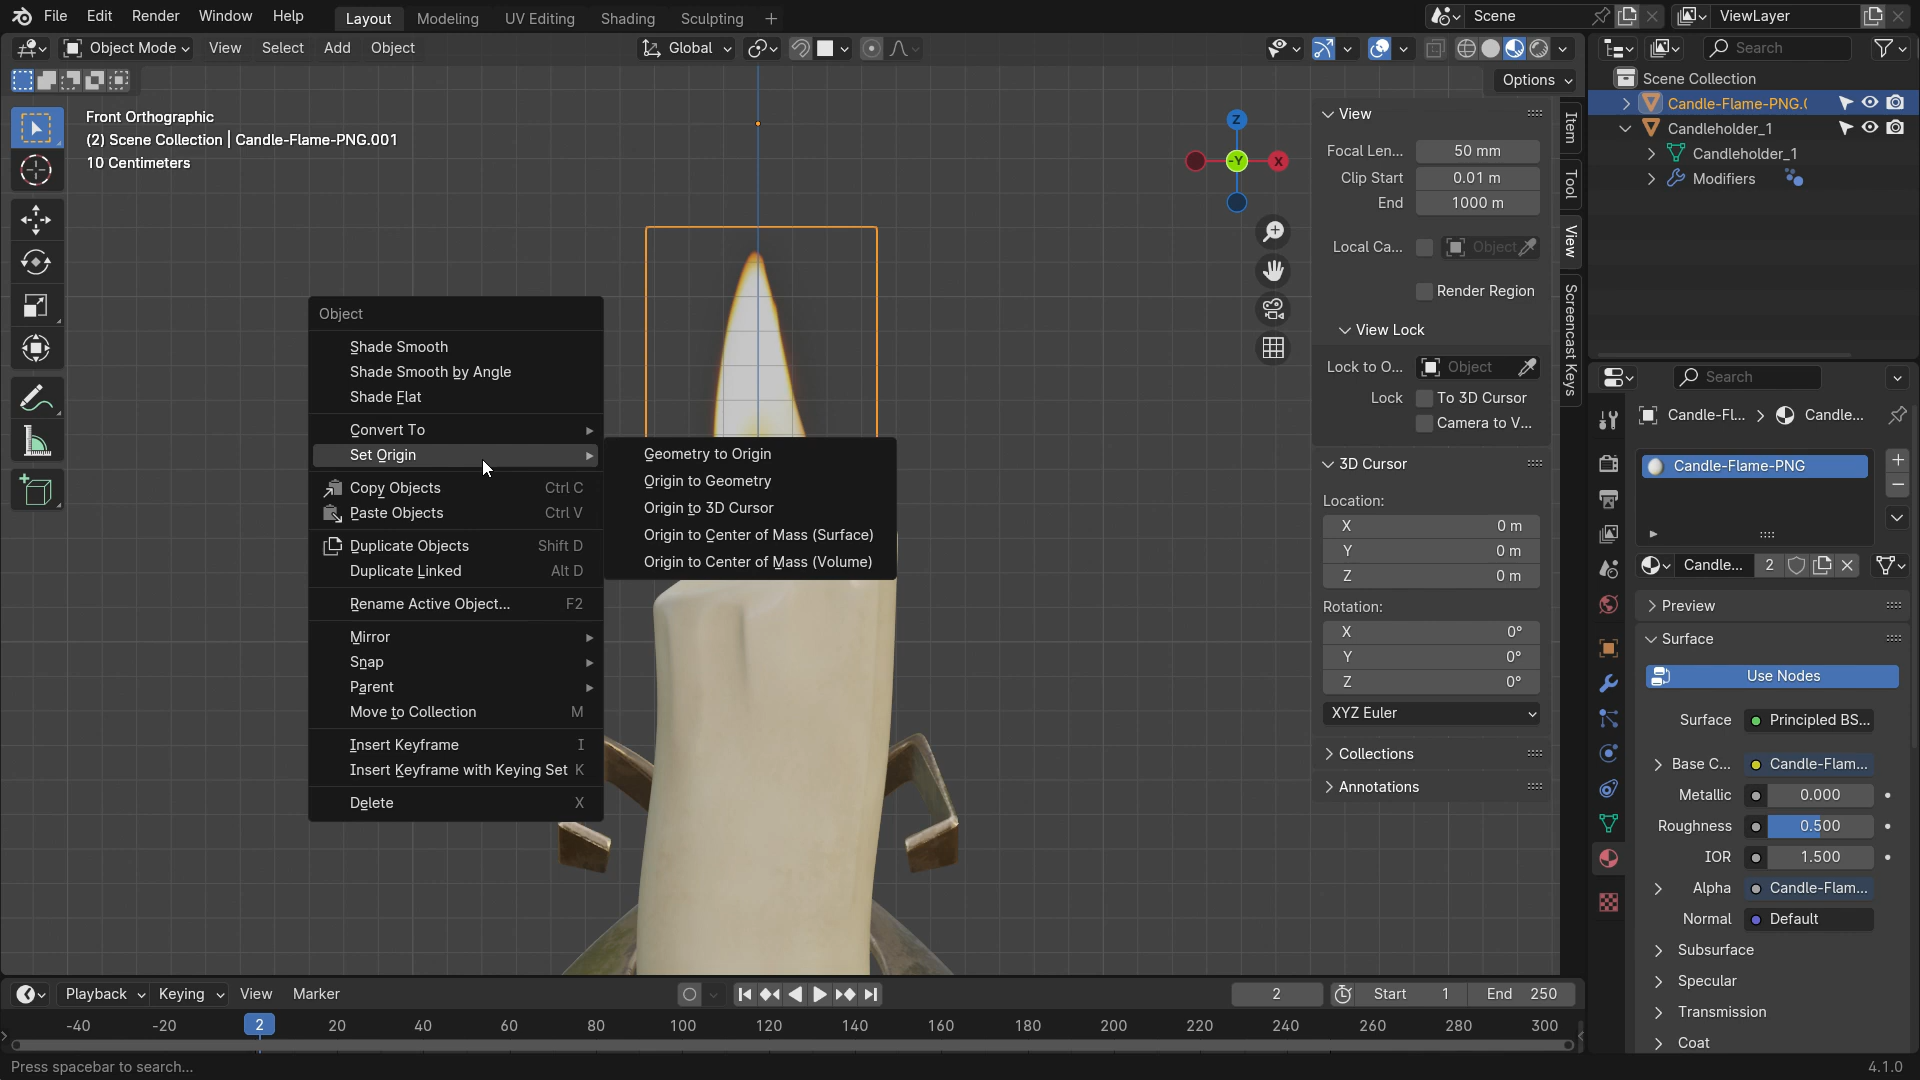 File Edit Render Window Help Layout Modeling UV Editing Shading Sculpting + Scene ViewLayer
Object Mode View Select Add Object Global Search
Options
Front Orthographic
(2) Scene Collection | Candle-Flame-PNG.001
10 Centimeters
Z
-Y
X
Object
Shade Smooth
Shade Smooth by Angle
Shade Flat
Convert To
Set Origin
Copy Objects Ctrl C
Paste Objects Ctrl V
Duplicate Objects Shift D
Duplicate Linked Alt D
Rename Active Object... F2
Mirror
Snap
Parent
Move to Collection M
Insert Keyframe I
Insert Keyframe with Keying Set K
Delete X
Geometry to Origin
Origin to Geometry
Origin to 3D Cursor
Origin to Center of Mass (Surface)
Origin to Center of Mass (Volume)
View
Focal Len... 50 mm
Clip Start 0.01 m
End 1000 m
Local Ca... Object
Render Region
View Lock
Lock to O... Object
Lock To 3D Cursor
Camera to V...
3D Cursor
Location:
X 0 m
Y 0 m
Z 0 m
Rotation:
X 0°
Y 0°
Z 0°
XYZ Euler
Collections
Annotations
Item
Tool
View
Screencast Keys
Scene Collection
Candle-Flame-PNG.(
Candleholder_1
Candleholder_1
Modifiers
Search
Candle-Fl... Candle...
Candle-Flame-PNG
Candle... 2
Preview
Surface
Use Nodes
Surface Principled BS...
Base C... Candle-Flam...
Metallic 0.000
Roughness 0.500
IOR 1.500
Alpha Candle-Flam...
Normal Default
Subsurface
Specular
Transmission
Coat
Playback Keying View Marker 2 Start 1 End 250
-40 -20 2 20 40 60 80 100 120 140 160 180 200 220 240 260 280 300
Press spacebar to search... 4.1.0